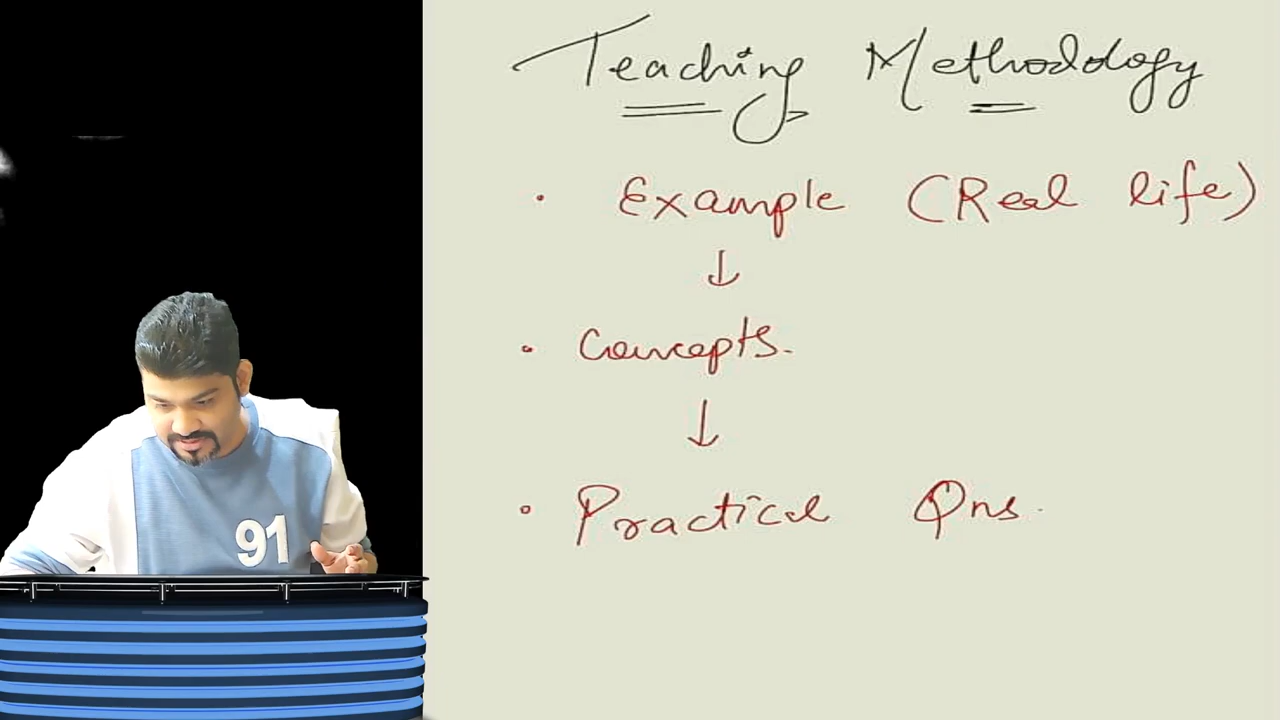 Teaching Methodology
• Example (Real life)
↓
• Concepts.
↓
• Practical Qns.
91